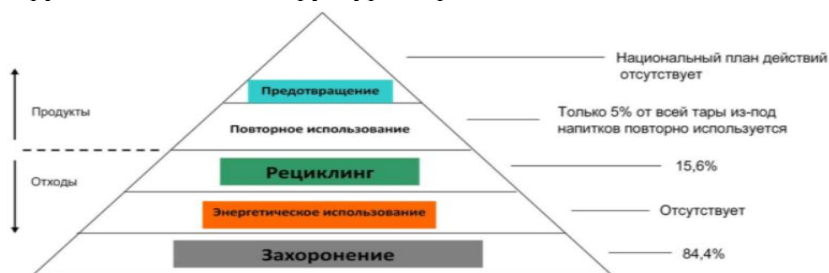 Национальный план действий
отсутствует
Предотвращение
Продукты
Повторное использование
Только 5% от всей тары из-под
напитков повторно используется
Рециклинг
15,6%
Отходы
Энергетическое использование
Отсутствует
Захоронение
84,4%